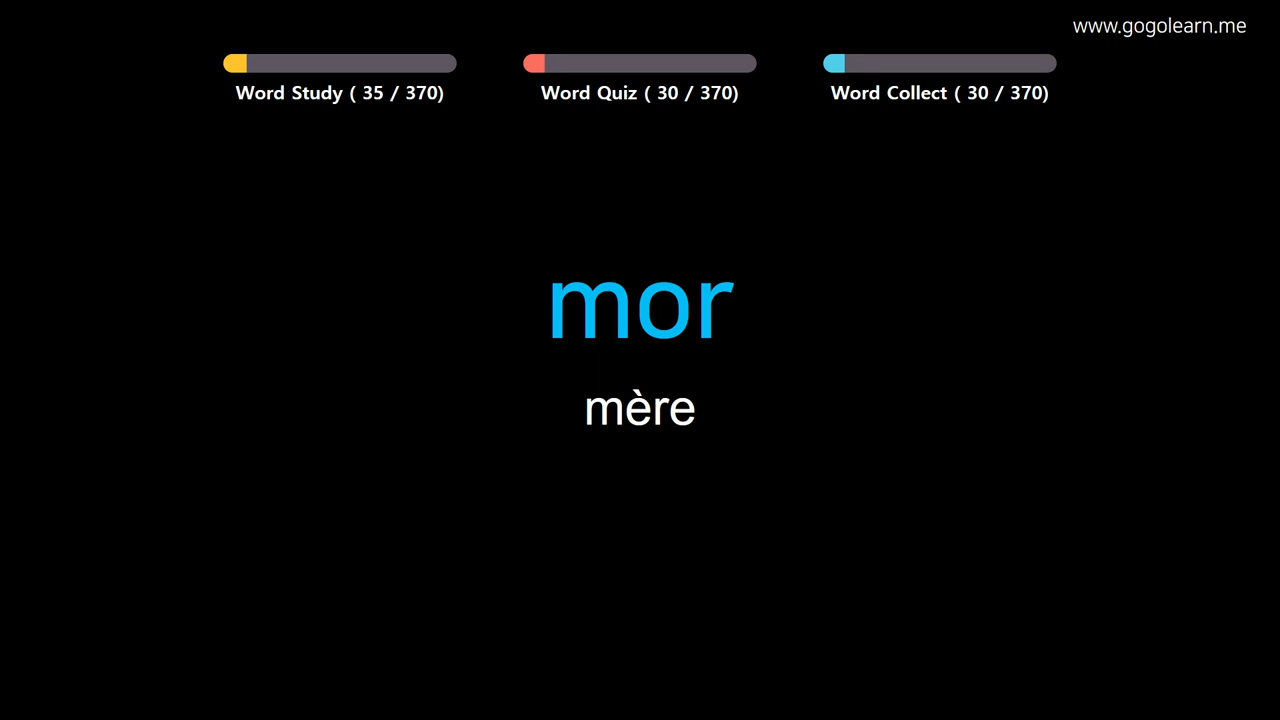 www.gogolearn.me
Word Study ( 35 / 370)
Word Quiz ( 30 / 370)
Word Collect ( 30 / 370)
mor
mère